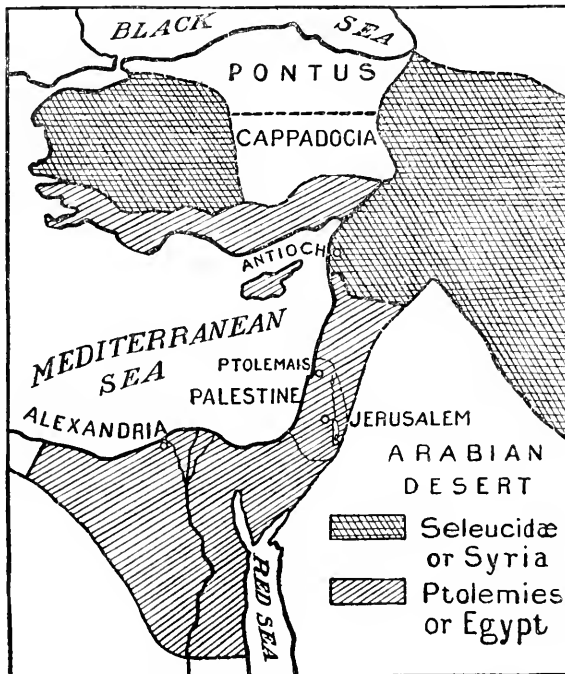 BLACK SEA
PONTUS
CAPPADOCIA
ANTIOCH
MEDITERRANEAN
SEA
PTOLEMAIS
PALESTINE
ALEXANDRIA
JERUSALEM
ARABIAN
DESERT
RED SEA
Seleucidæ
or Syria
Ptolemies
or Egypt